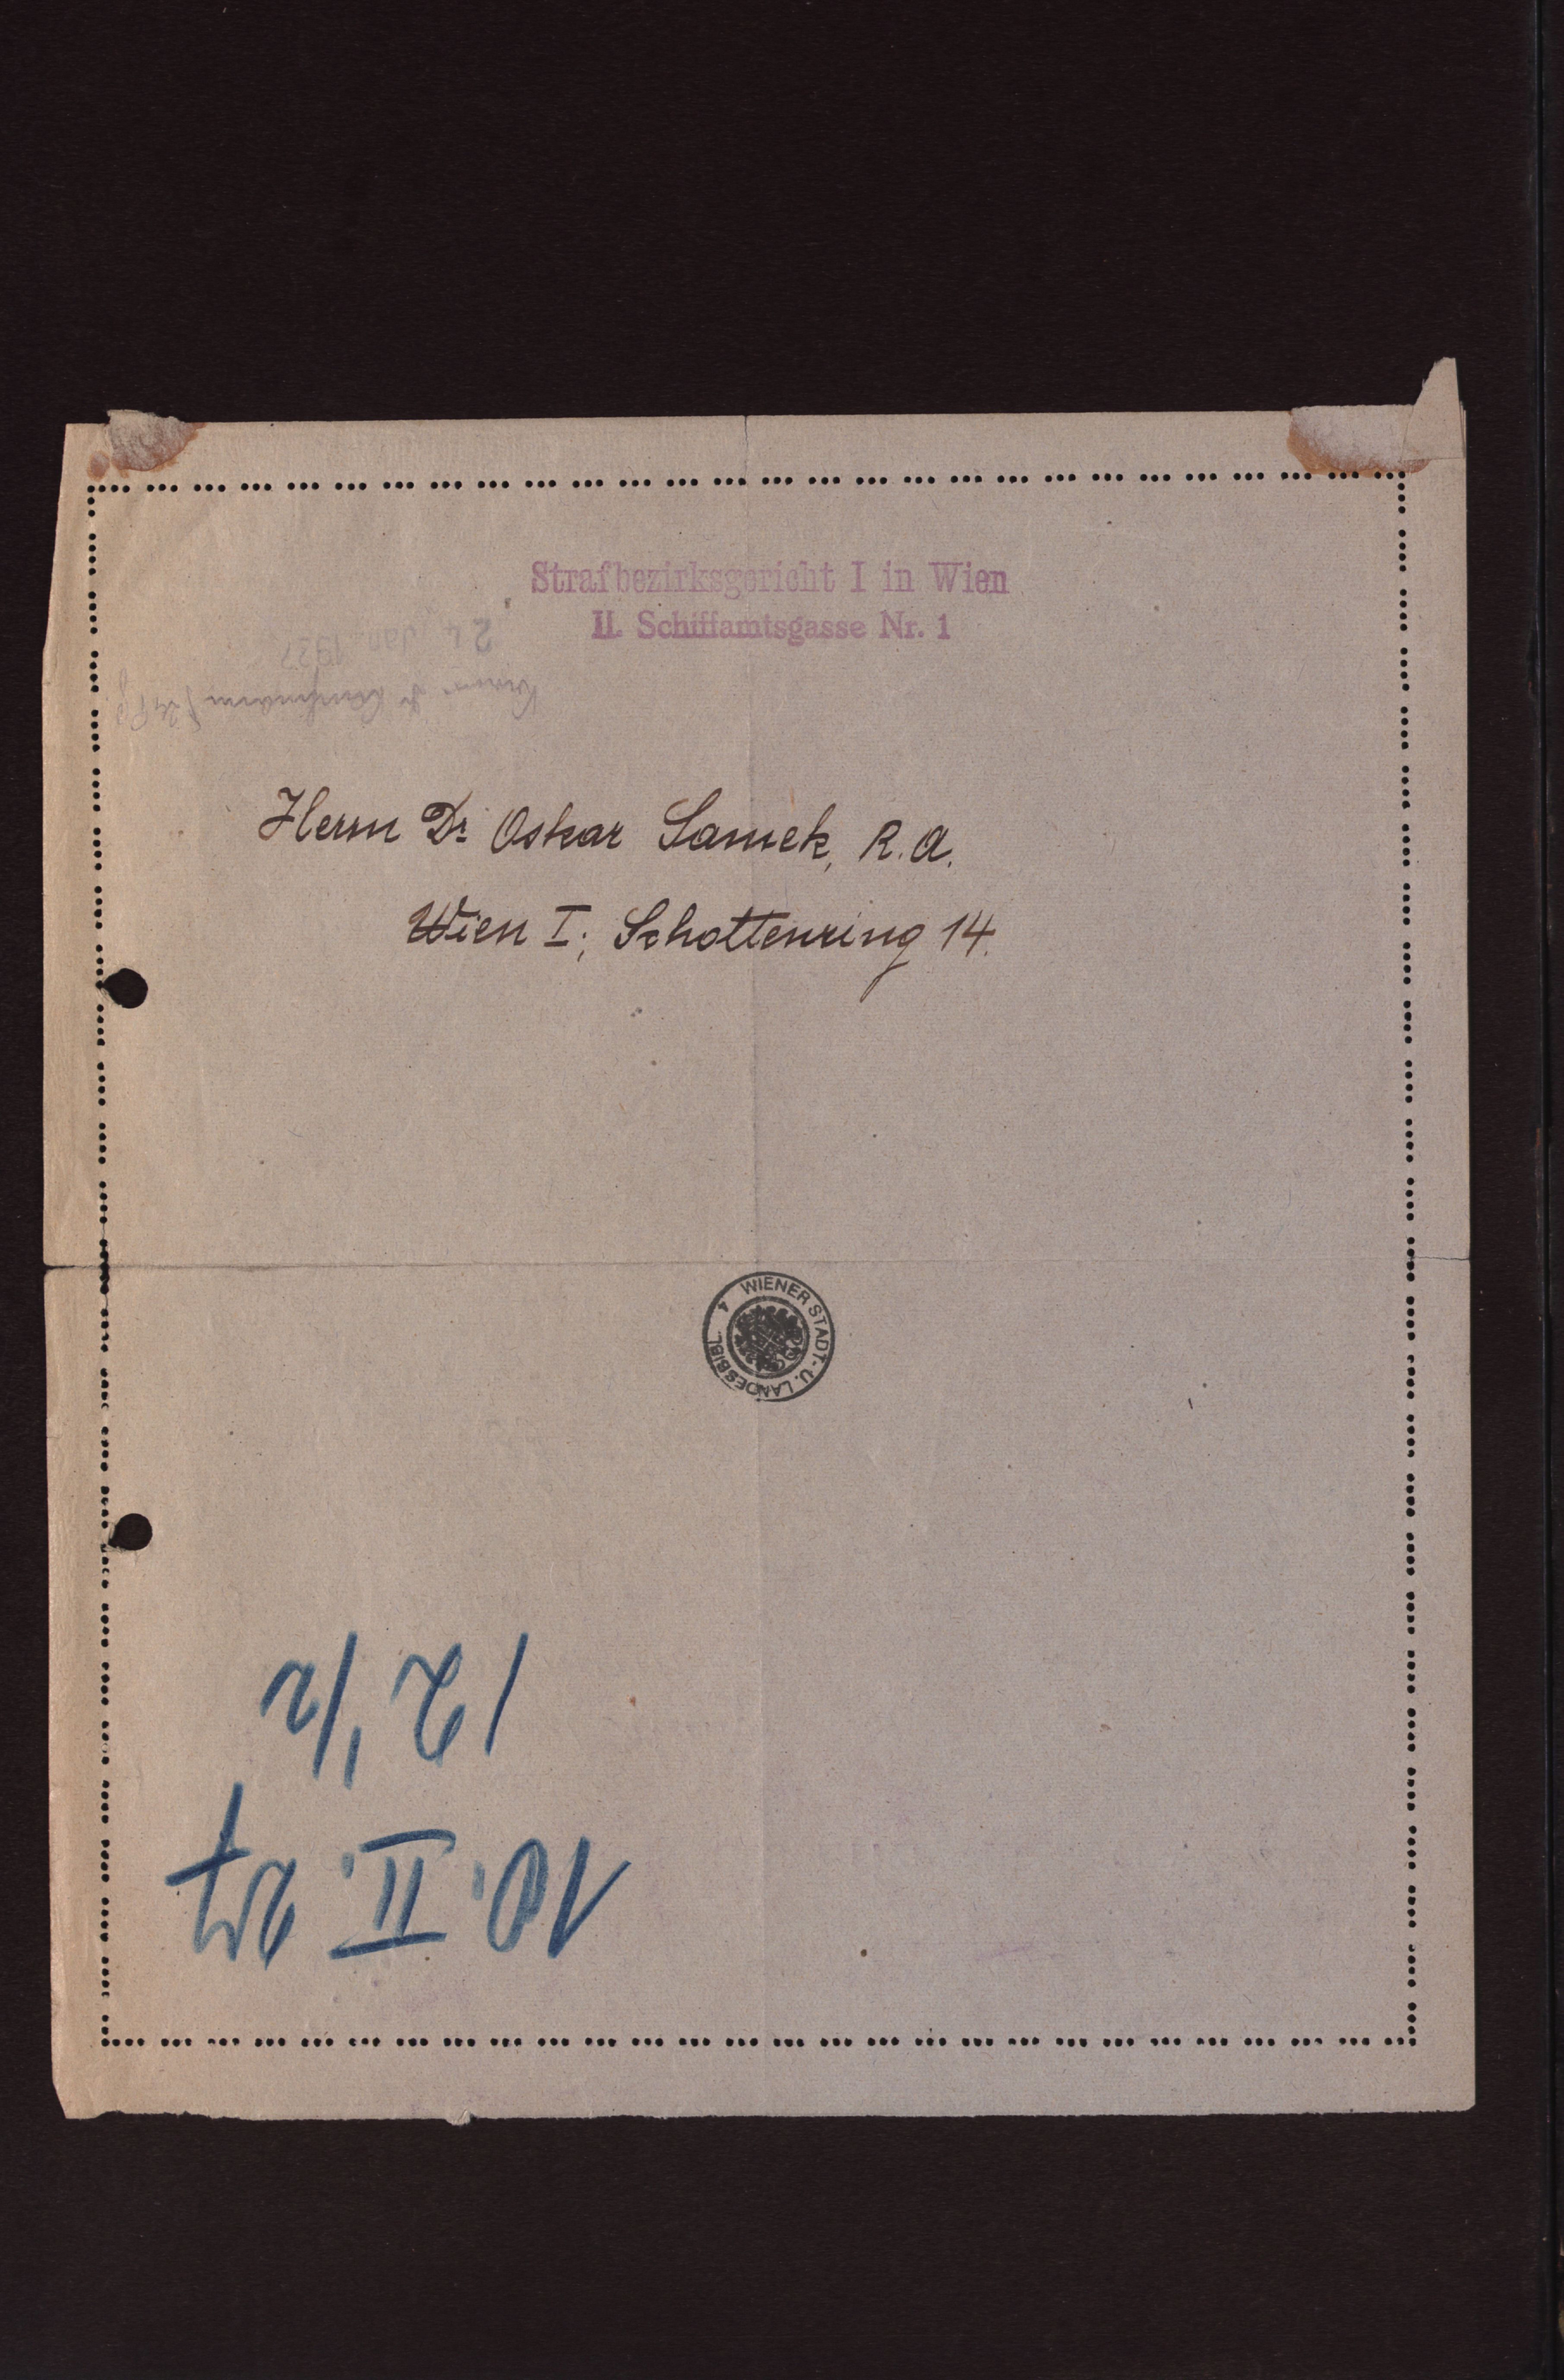 Strafbezirksgericht I in Wien
II. Schiffamtsgasse Nr. 1
24 Jan 1927
Herrn Dr. Oskar Samek, R. A.
Wien I; Schottenring 14.
WIENER STADT- U. LANDESBIBL. 4
10. II. 27
12 1/2